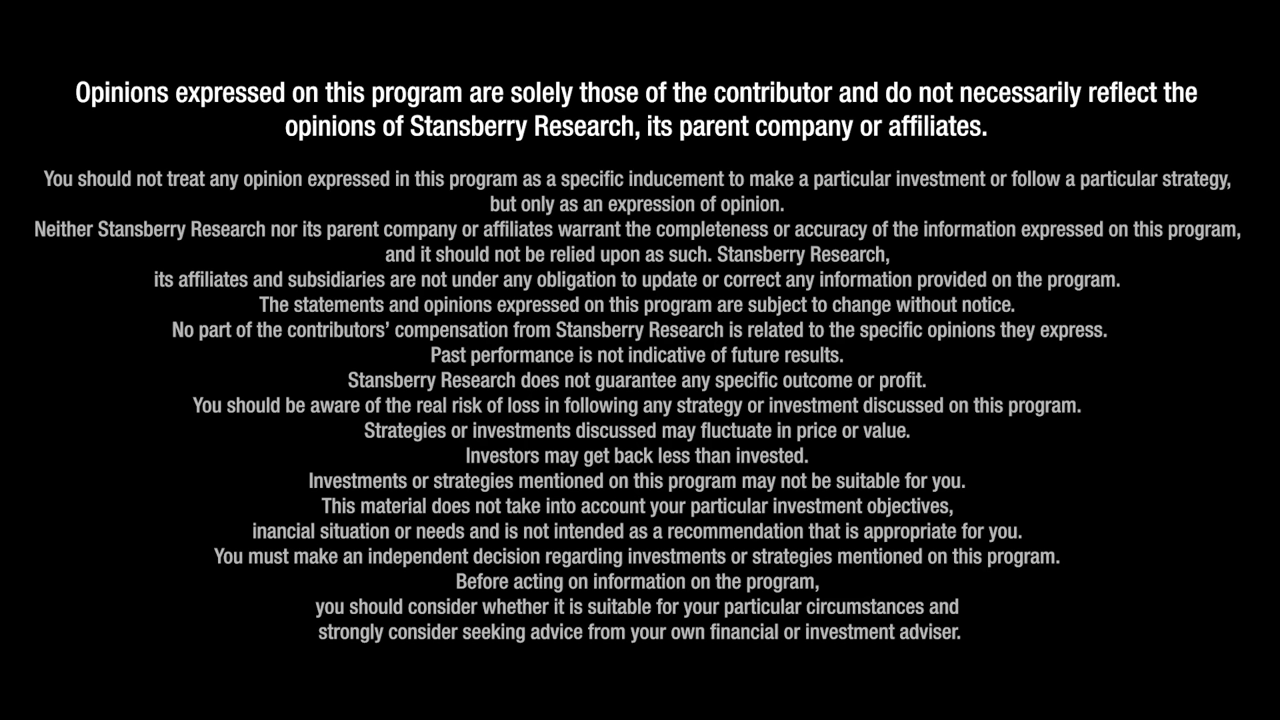 Opinions expressed on this program are solely those of the contributor and do not necessarily reflect the
opinions of Stansberry Research, its parent company or affiliates.
You should not treat any opinion expressed in this program as a specific inducement to make a particular investment or follow a particular strategy,
but only as an expression of opinion.
Neither Stansberry Research nor its parent company or affiliates warrant the completeness or accuracy of the information expressed on this program,
and it should not be relied upon as such. Stansberry Research,
its affiliates and subsidiaries are not under any obligation to update or correct any information provided on the program.
The statements and opinions expressed on this program are subject to change without notice.
No part of the contributors’ compensation from Stansberry Research is related to the specific opinions they express.
Past performance is not indicative of future results.
Stansberry Research does not guarantee any specific outcome or profit.
You should be aware of the real risk of loss in following any strategy or investment discussed on this program.
Strategies or investments discussed may fluctuate in price or value.
Investors may get back less than invested.
Investments or strategies mentioned on this program may not be suitable for you.
This material does not take into account your particular investment objectives,
inancial situation or needs and is not intended as a recommendation that is appropriate for you.
You must make an independent decision regarding investments or strategies mentioned on this program.
Before acting on information on the program,
you should consider whether it is suitable for your particular circumstances and
strongly consider seeking advice from your own financial or investment adviser.